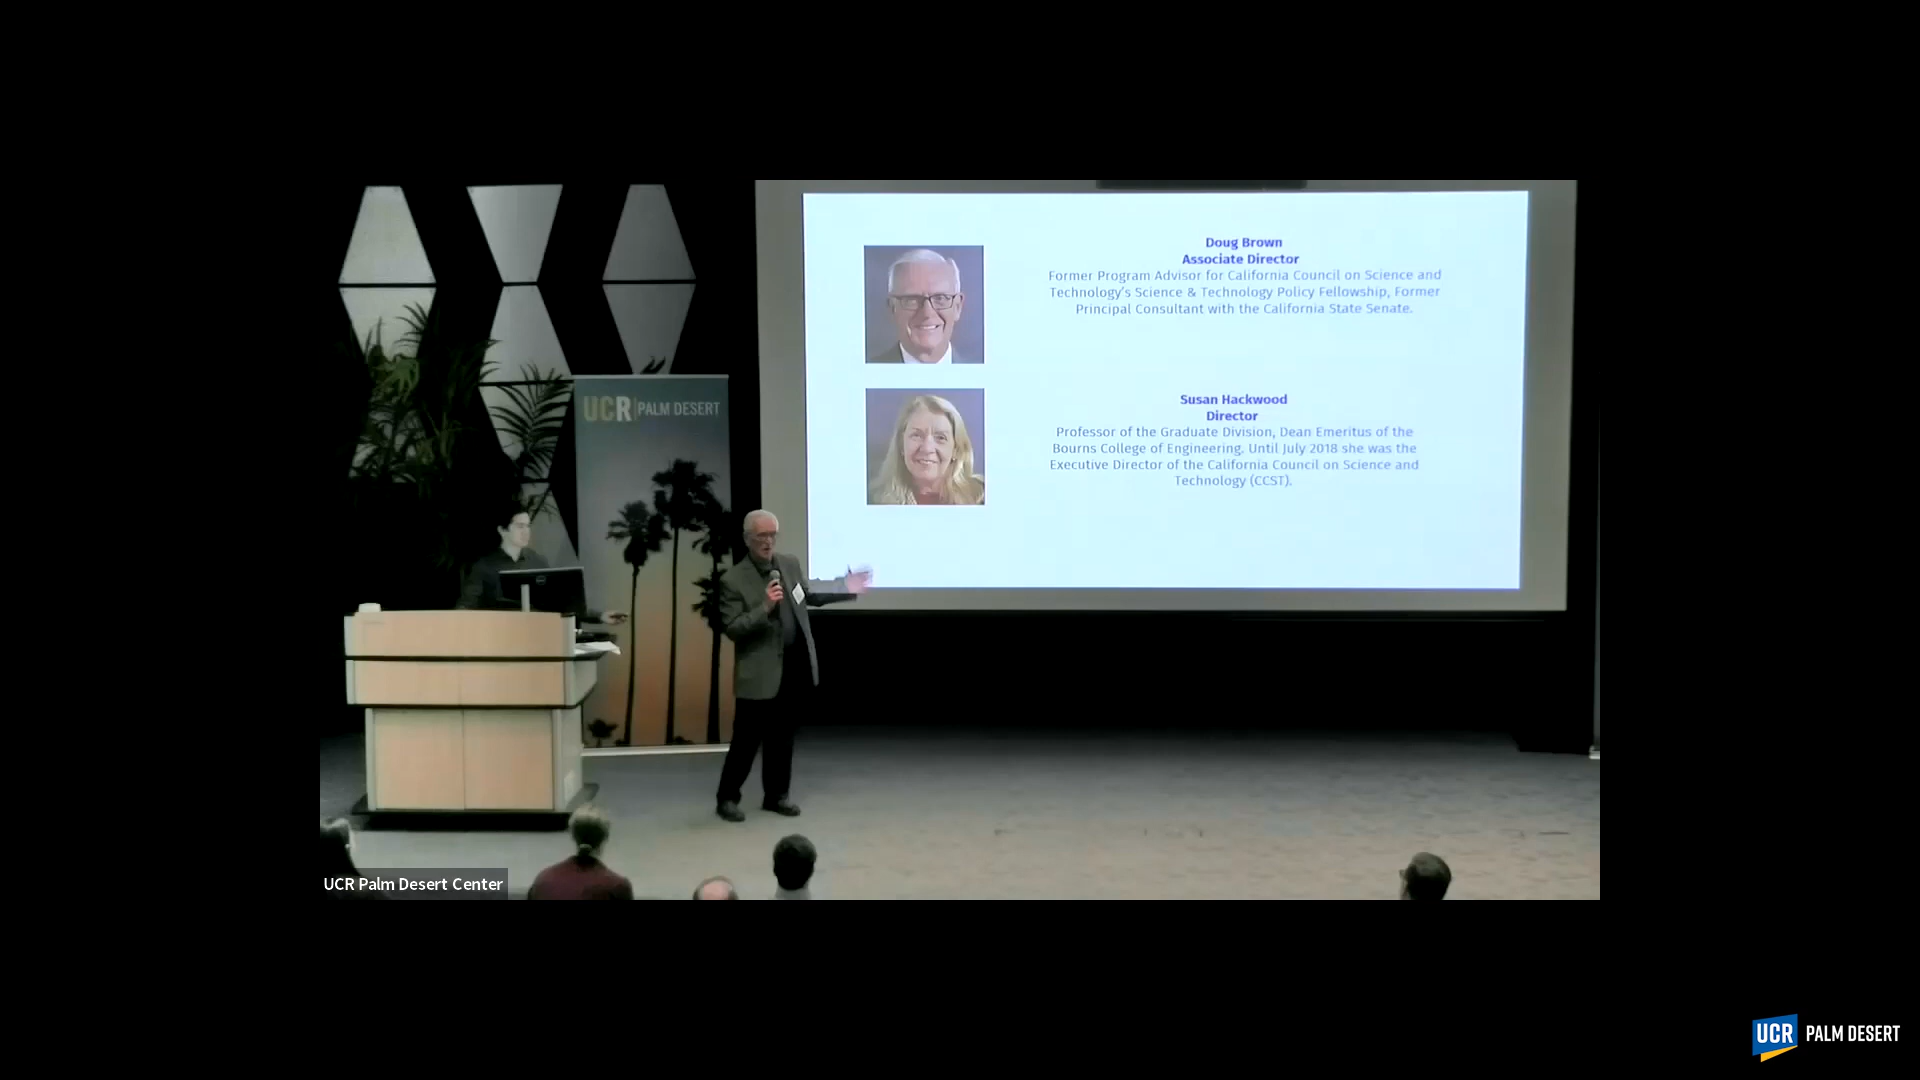 Doug Brown
Associate Director
Former Program Advisor for California Council on Science and
Technology's Science & Technology Policy Fellowship, Former
Principal Consultant with the California State Senate.
Susan Hackwood
Director
Professor of the Graduate Division, Dean Emeritus of the
Bourns College of Engineering. Until July 2018 she was the
Executive Director of the California Council on Science and
Technology (CCST).
UCR PALM DESERT
UCR Palm Desert Center
UCR PALM DESERT